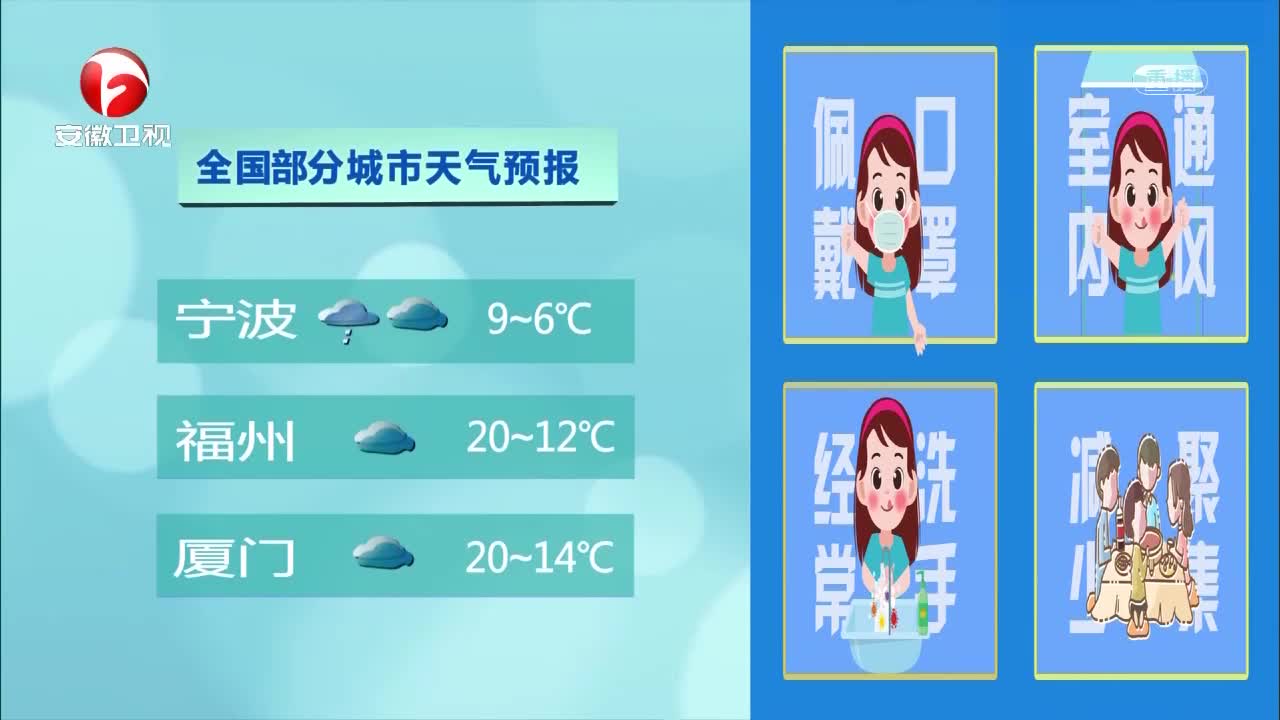 安徽卫视
全国部分城市天气预报
宁波 9~6℃
福州 20~12℃
厦门 20~14℃
佩戴口罩
室内通风
重播
经常洗手
减少聚集